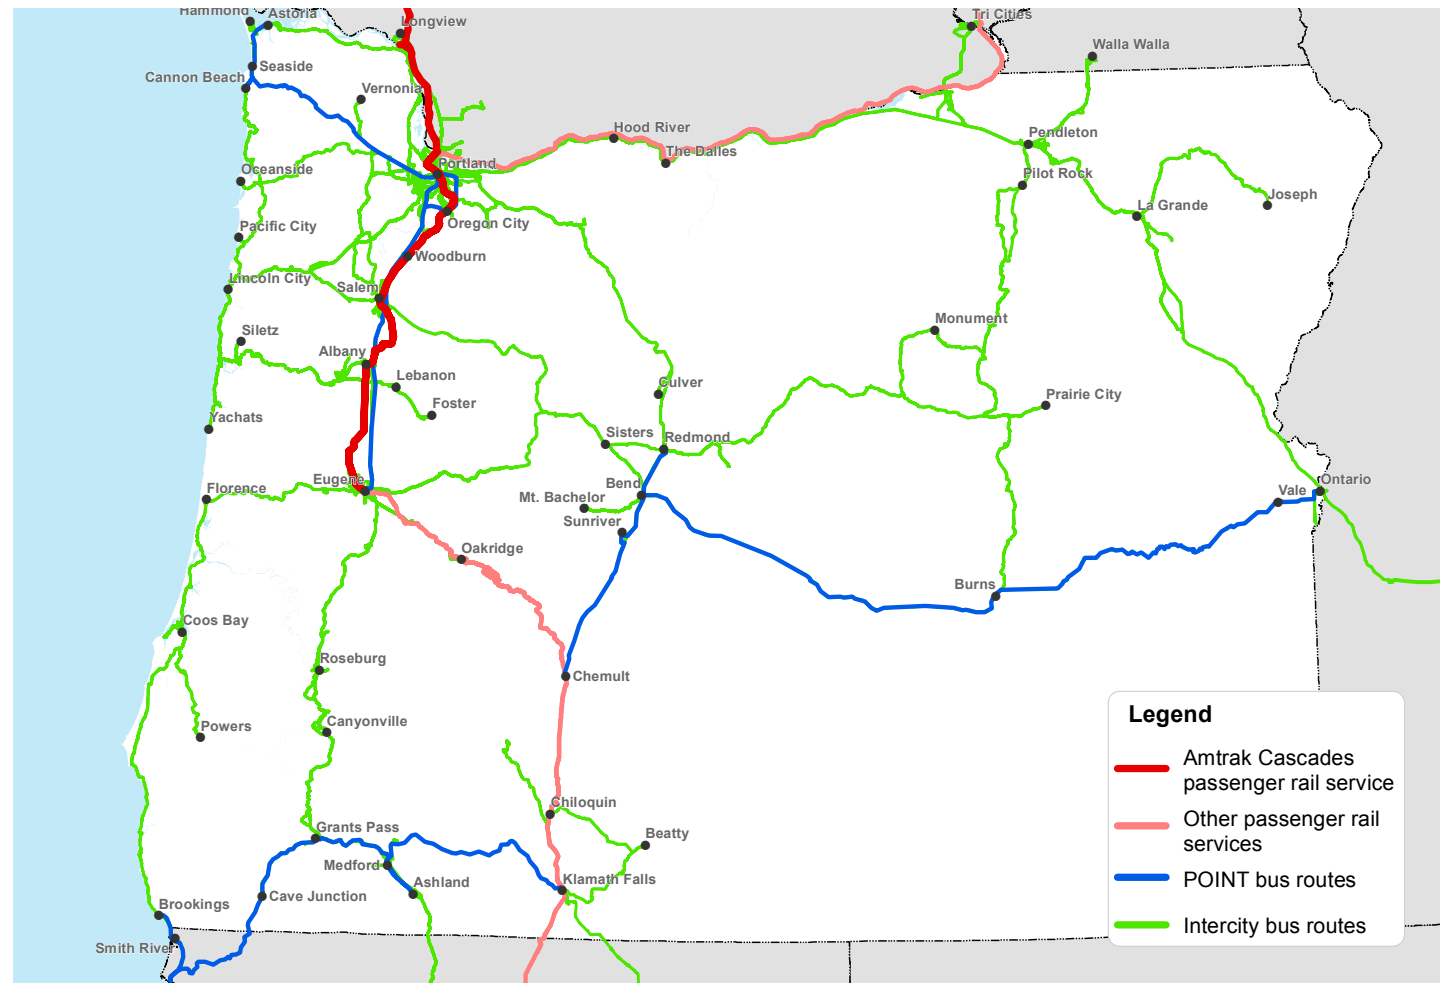 Hammond
Astoria
Longview
Tri Cities
Walla Walla
Seaside
Cannon Beach
Vernonia
Hood River
The Dalles
Pendleton
Portland
Oceanside
Pilot Rock
Joseph
La Grande
Pacific City
Oregon City
Woodburn
Lincoln City
Salem
Siletz
Monument
Albany
Lebanon
Culver
Foster
Prairie City
Yachats
Sisters
Redmond
Eugene
Florence
Bend
Mt. Bachelor
Sunriver
Vale
Ontario
Oakridge
Burns
Coos Bay
Roseburg
Chemult
Powers
Canyonville
Chiloquin
Grants Pass
Beatty
Medford
Ashland
Klamath Falls
Cave Junction
Brookings
Smith River
Legend
Amtrak Cascades
passenger rail service
Other passenger rail
services
POINT bus routes
Intercity bus routes